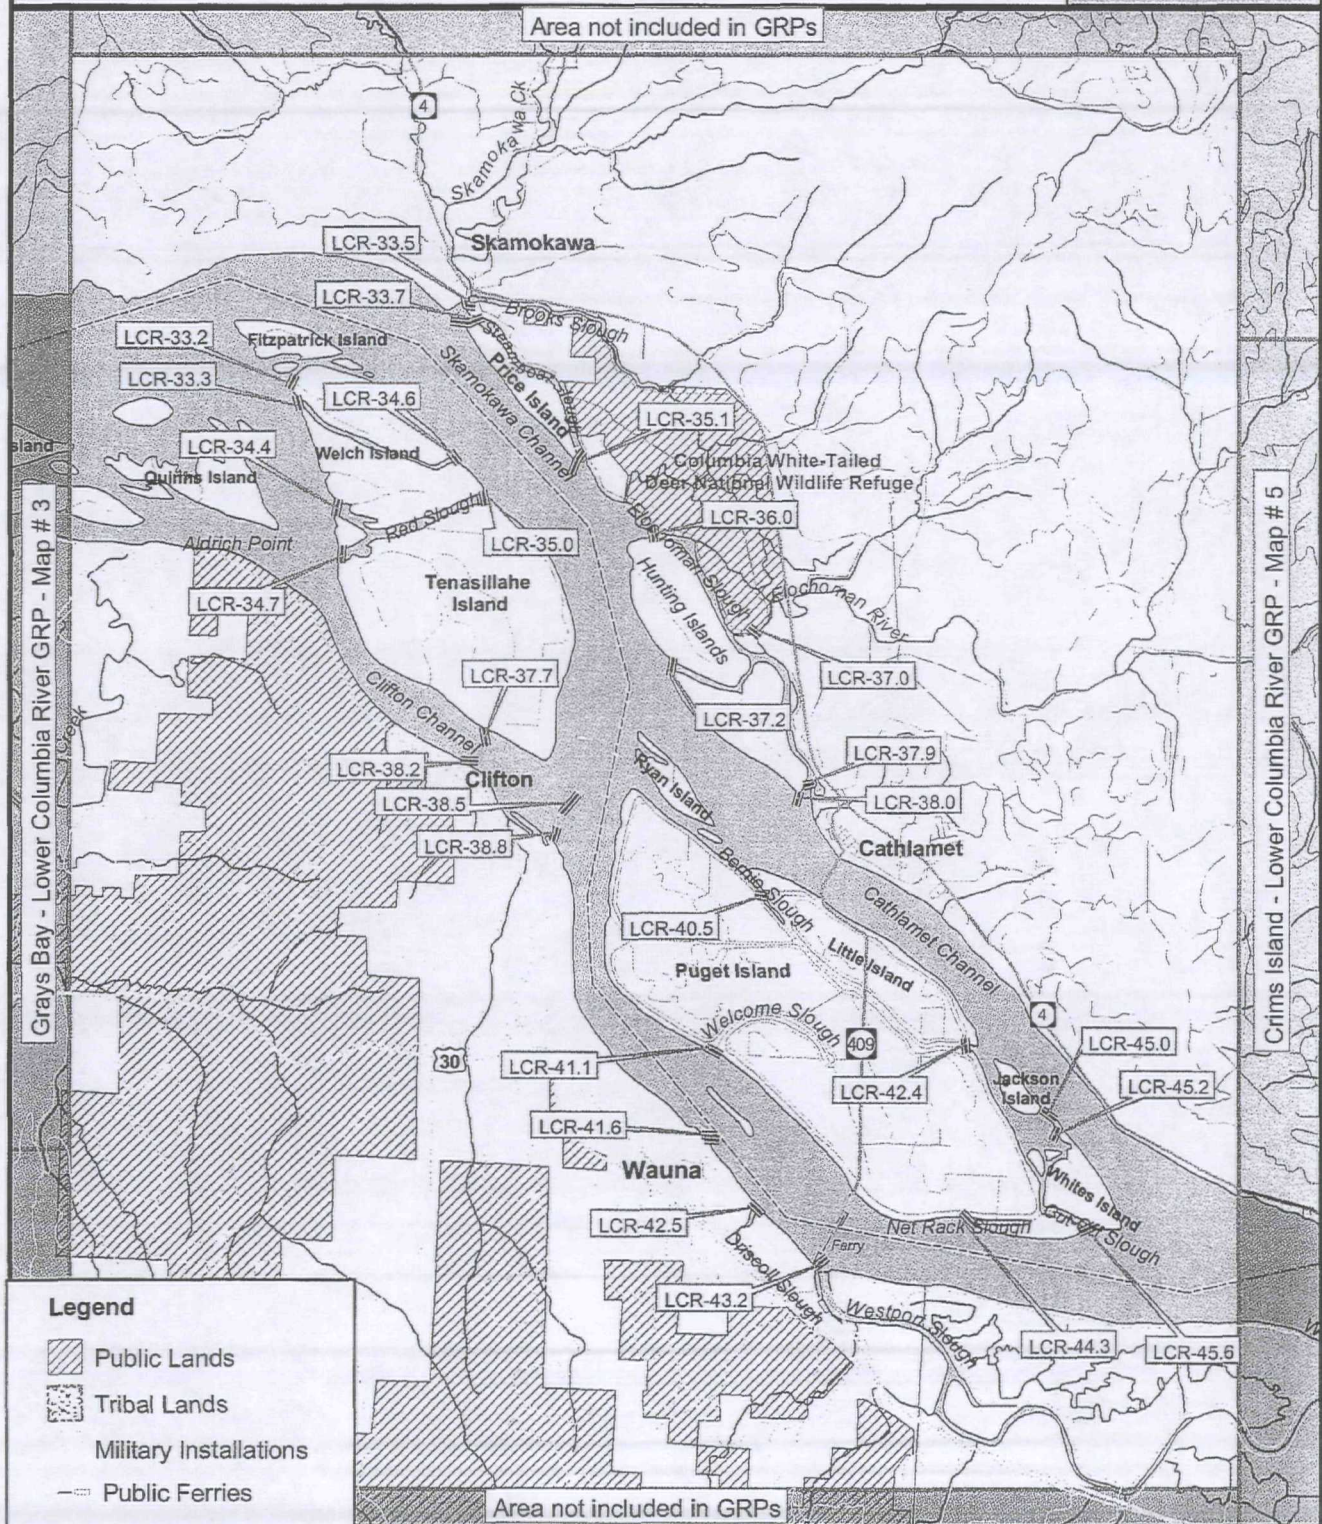 Area not included in GRPs
4
Skamokawa Ck
LCR-33.5
Skamokawa
LCR-33.7
Brooks Slough
LCR-33.2
Fitzpatrick Island
Steamboat Slough
Price Island
Skamokawa Channel
LCR-33.3
LCR-34.6
LCR-35.1
LCR-34.4
Welch Island
sland
Columbia White-Tailed
Deer National Wildlife Refuge
Quinns Island
LCR-36.0
Red Slough
Elochoman Slough
Aldrich Point
LCR-35.0
Tenasillahe
Island
Hunting Islands
Elochoman River
LCR-34.7
LCR-37.7
LCR-37.0
Clifton Channel
LCR-37.2
Creek
LCR-37.9
LCR-38.2
Clifton
Ryan Island
LCR-38.5
LCR-38.0
LCR-38.8
Cathlamet
Bernie Slough
Cathlamet Channel
LCR-40.5
Little Island
Puget Island
Grays Bay - Lower Columbia River GRP - Map # 3
Crims Island - Lower Columbia River GRP - Map # 5
Welcome Slough
4
409
30
LCR-41.1
LCR-45.0
Jackson
Island
LCR-42.4
LCR-45.2
LCR-41.6
Wauna
Whites Island
LCR-42.5
Net Rack Slough
Cut-Off Slough
Ferry
Driscoll Slough
LCR-43.2
Westport Slough
LCR-44.3
LCR-45.6
W
Legend
Public Lands
Tribal Lands
Military Installations
Public Ferries
Area not included in GRPs